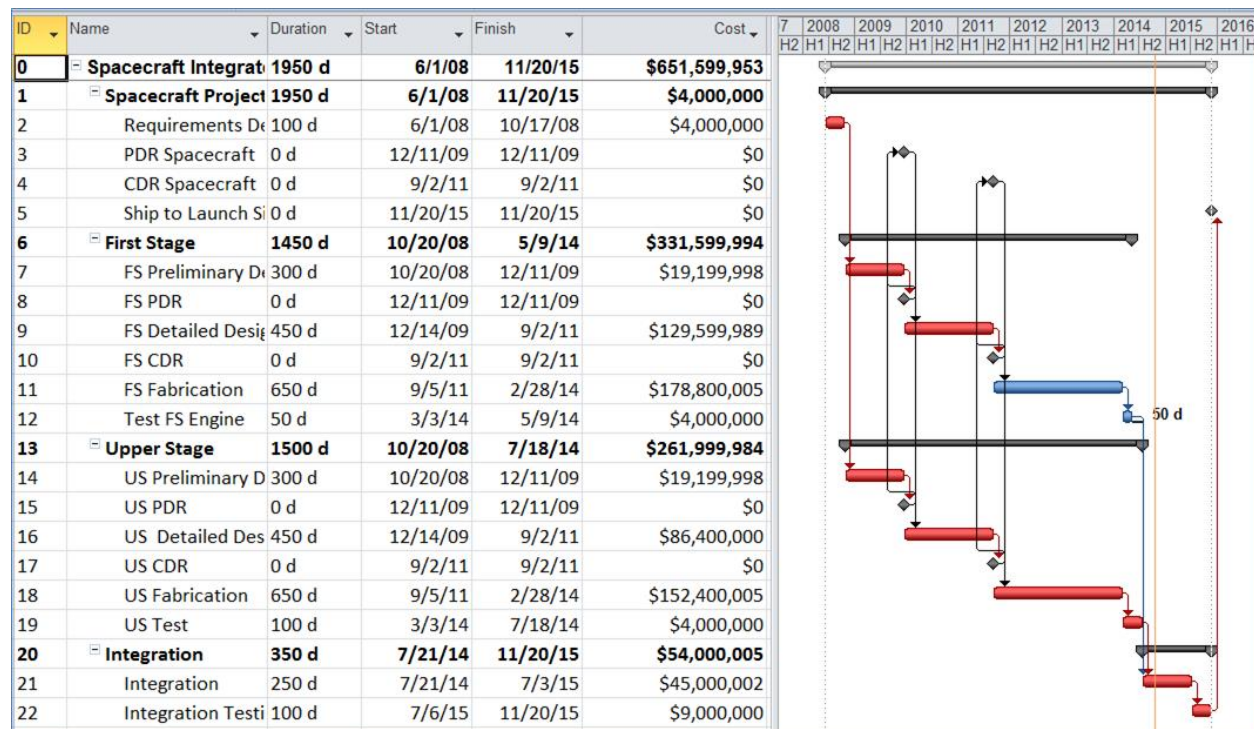 ID Name Duration Start Finish Cost 7 2008 2009 2010 2011 2012 2013 2014 2015 2016
H2 H1 H2 H1 H2 H1 H2 H1 H2 H1 H2 H1 H2 H1 H2 H1 H2 H
0 Spacecraft Integrat 1950 d 6/1/08 11/20/15 $651,599,953
1 Spacecraft Project 1950 d 6/1/08 11/20/15 $4,000,000
2 Requirements De 100 d 6/1/08 10/17/08 $4,000,000
3 PDR Spacecraft 0 d 12/11/09 12/11/09 $0
4 CDR Spacecraft 0 d 9/2/11 9/2/11 $0
5 Ship to Launch Si 0 d 11/20/15 11/20/15 $0
6 First Stage 1450 d 10/20/08 5/9/14 $331,599,994
7 FS Preliminary De 300 d 10/20/08 12/11/09 $19,199,998
8 FS PDR 0 d 12/11/09 12/11/09 $0
9 FS Detailed Desig 450 d 12/14/09 9/2/11 $129,599,989
10 FS CDR 0 d 9/2/11 9/2/11 $0
11 FS Fabrication 650 d 9/5/11 2/28/14 $178,800,005
12 Test FS Engine 50 d 3/3/14 5/9/14 $4,000,000 50 d
13 Upper Stage 1500 d 10/20/08 7/18/14 $261,999,984
14 US Preliminary D 300 d 10/20/08 12/11/09 $19,199,998
15 US PDR 0 d 12/11/09 12/11/09 $0
16 US Detailed Des 450 d 12/14/09 9/2/11 $86,400,000
17 US CDR 0 d 9/2/11 9/2/11 $0
18 US Fabrication 650 d 9/5/11 2/28/14 $152,400,005
19 US Test 100 d 3/3/14 7/18/14 $4,000,000
20 Integration 350 d 7/21/14 11/20/15 $54,000,005
21 Integration 250 d 7/21/14 7/3/15 $45,000,002
22 Integration Testi 100 d 7/6/15 11/20/15 $9,000,000